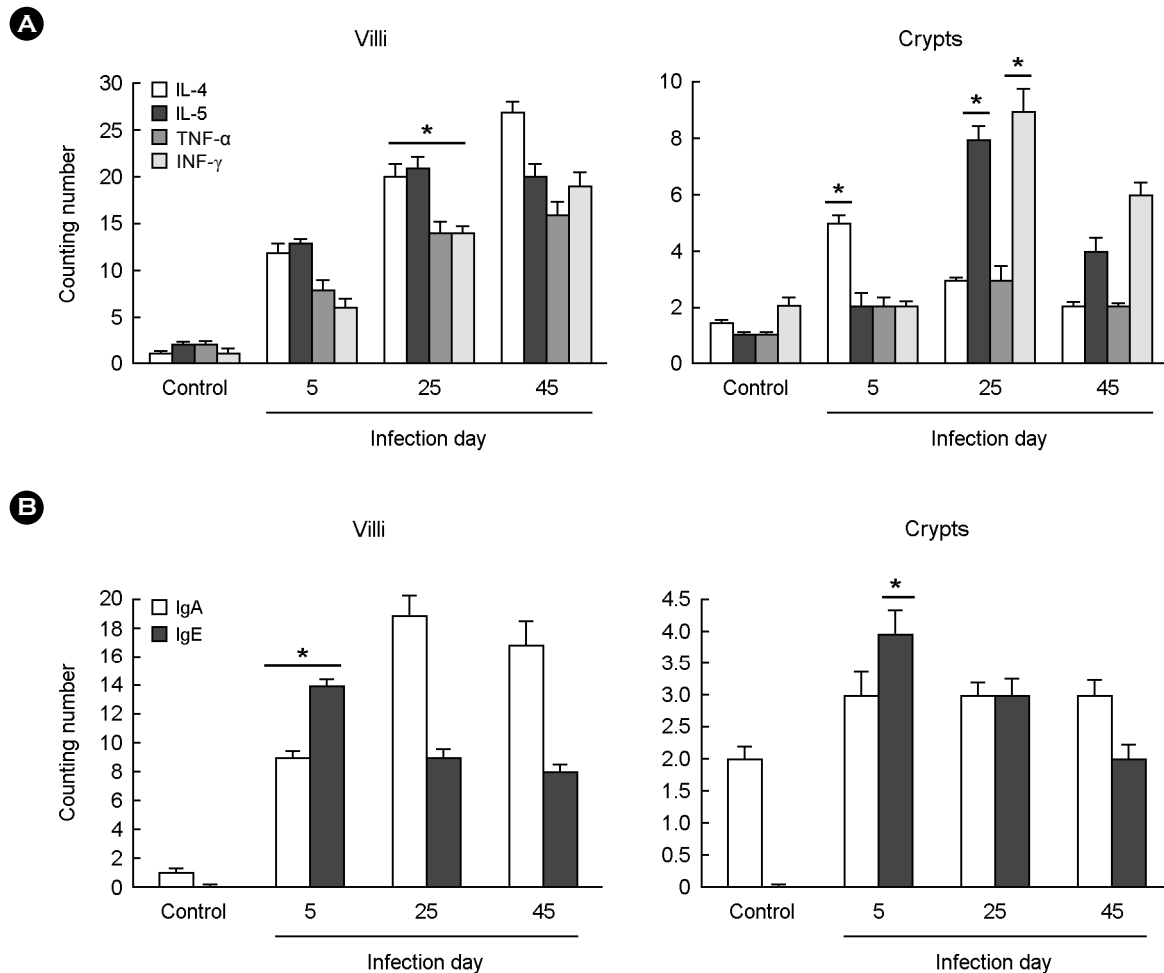 A
Villi
Counting number
30
25
20
15
10
5
0
IL-4
IL-5
TNF-α
INF-γ
*
Control 5 25 45
Infection day
Crypts
10
8
6
4
2
0
*
*
*
Control 5 25 45
Infection day
B
Villi
Counting number
20
18
16
14
12
10
8
6
4
2
0
IgA
IgE
*
Control 5 25 45
Infection day
Crypts
4.5
4.0
3.5
3.0
2.5
2.0
1.5
1.0
0.5
0
*
Control 5 25 45
Infection day